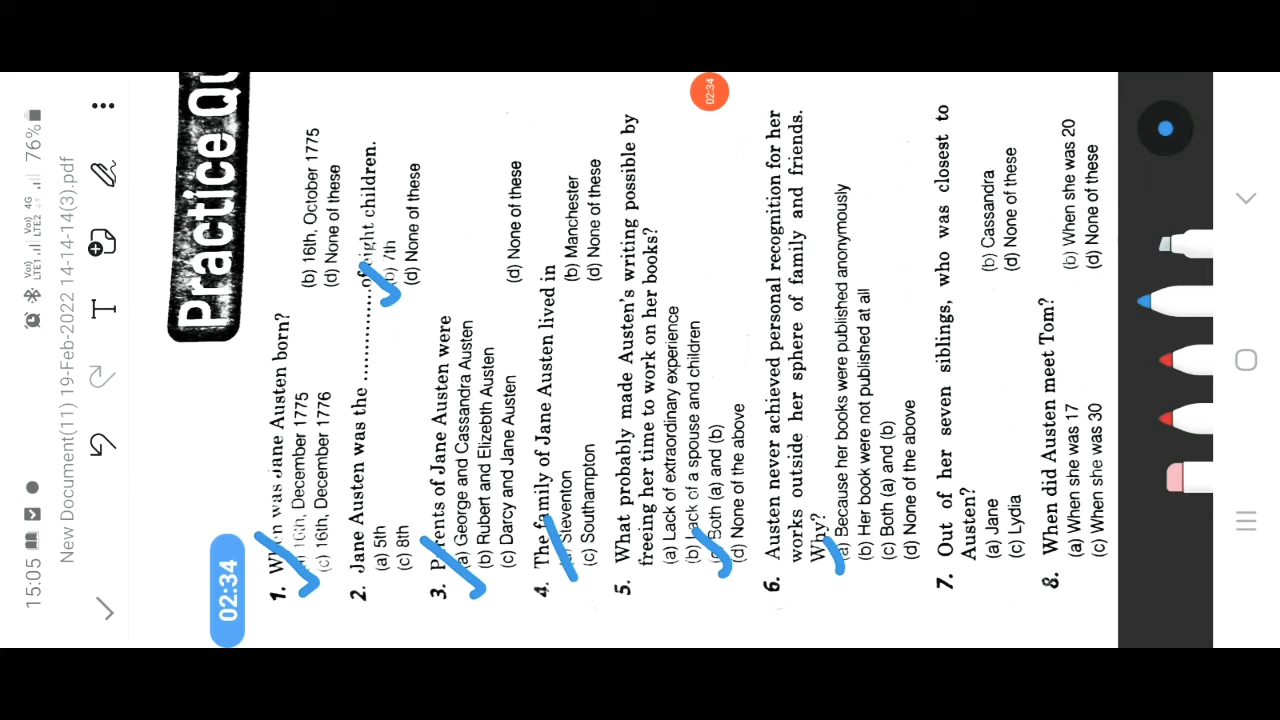 15:05
Vo)) 4G
LTE1 LTE2 76%
New Document(11) 19-Feb-2022 14-14-14(3).pdf
T
02:34
Practice Qu
1. When was Jane Austen born?
(a) 16th, December 1775 (b) 16th, October 1775
(c) 16th, December 1776 (d) None of these
2. Jane Austen was the ................of eight children.
(a) 5th (b) 7th
(c) 8th (d) None of these
3. Parents of Jane Austen were
(a) George and Cassandra Austen
(b) Rubert and Elizebth Austen
(c) Darcy and Jane Austen (d) None of these
4. The family of Jane Austen lived in
(a) Steventon (b) Manchester
(c) Southampton (d) None of these
5. What probably made Austen's writing possible by
freeing her time to work on her books?
(a) Lack of extraordinary experience
(b) Lack of a spouse and children
(c) Both (a) and (b)
(d) None of the above
02:34
6. Austen never achieved personal recognition for her
works outside her sphere of family and friends.
Why?
(a) Because her books were published anonymously
(b) Her book were not published at all
(c) Both (a) and (b)
(d) None of the above
7. Out of her seven siblings, who was closest to
Austen?
(a) Jane (b) Cassandra
(c) Lydia (d) None of these
8. When did Austen meet Tom?
(a) When she was 17 (b) When she was 20
(c) When she was 30 (d) None of these